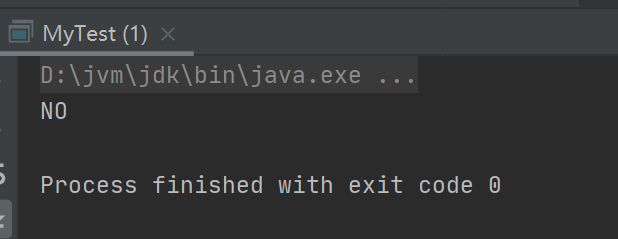 MyTest (1)
D:\jvm\jdk\bin\java.exe ...
NO
Process finished with exit code 0